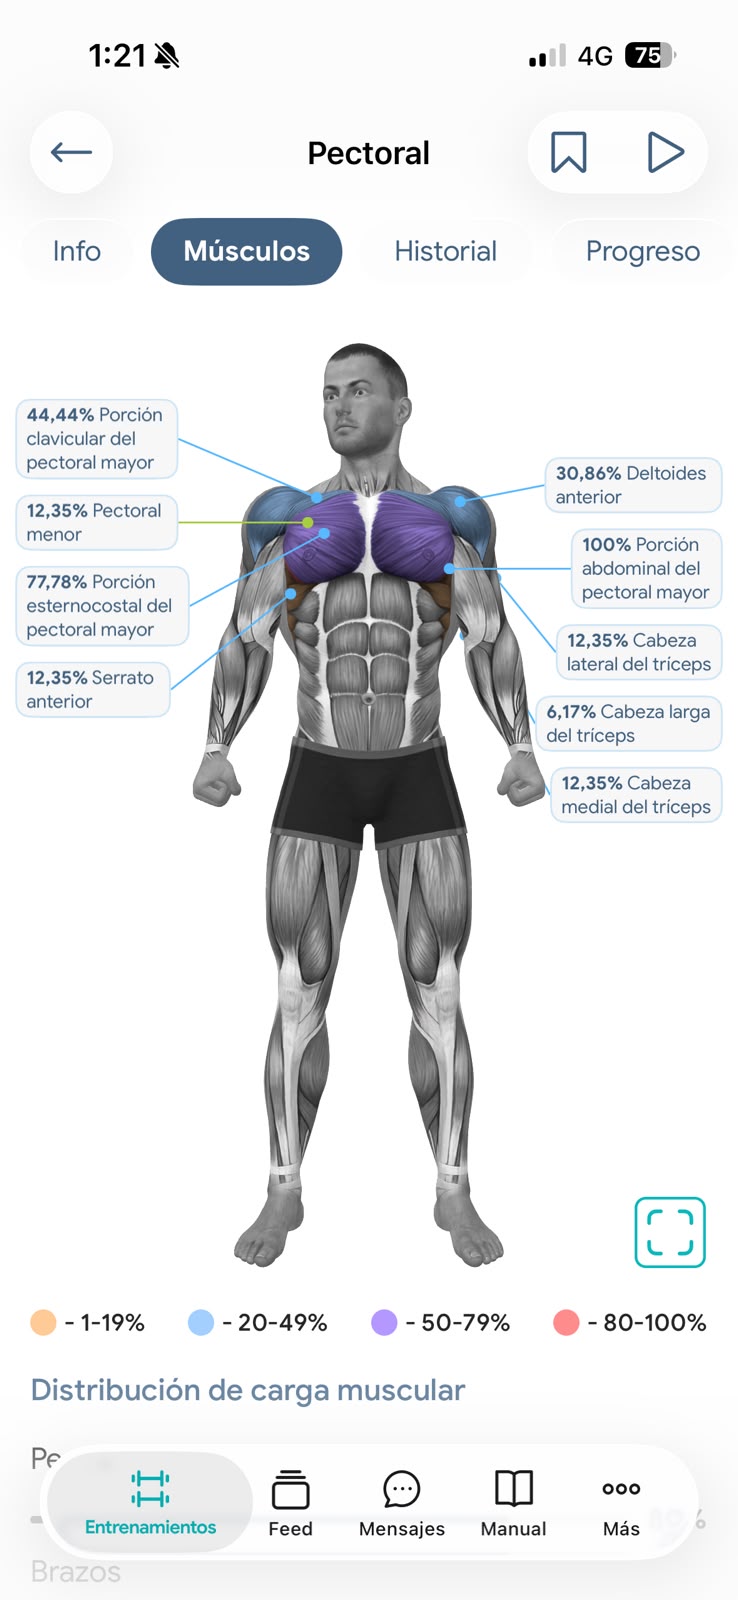 1:21
4G
75
Pectoral
Info
Músculos
Historial
Progreso
44,44% Porción
clavicular del
pectoral mayor
12,35% Pectoral
menor
77,78% Porción
esternocostal del
pectoral mayor
12,35% Serrato
anterior
30,86% Deltoides
anterior
100% Porción
abdominal del
pectoral mayor
12,35% Cabeza
lateral del tríceps
6,17% Cabeza larga
del tríceps
12,35% Cabeza
medial del tríceps
- 1-19%
- 20-49%
- 50-79%
- 80-100%
Distribución de carga muscular
Entrenamientos
Feed
Mensajes
Manual
Más
Brazos